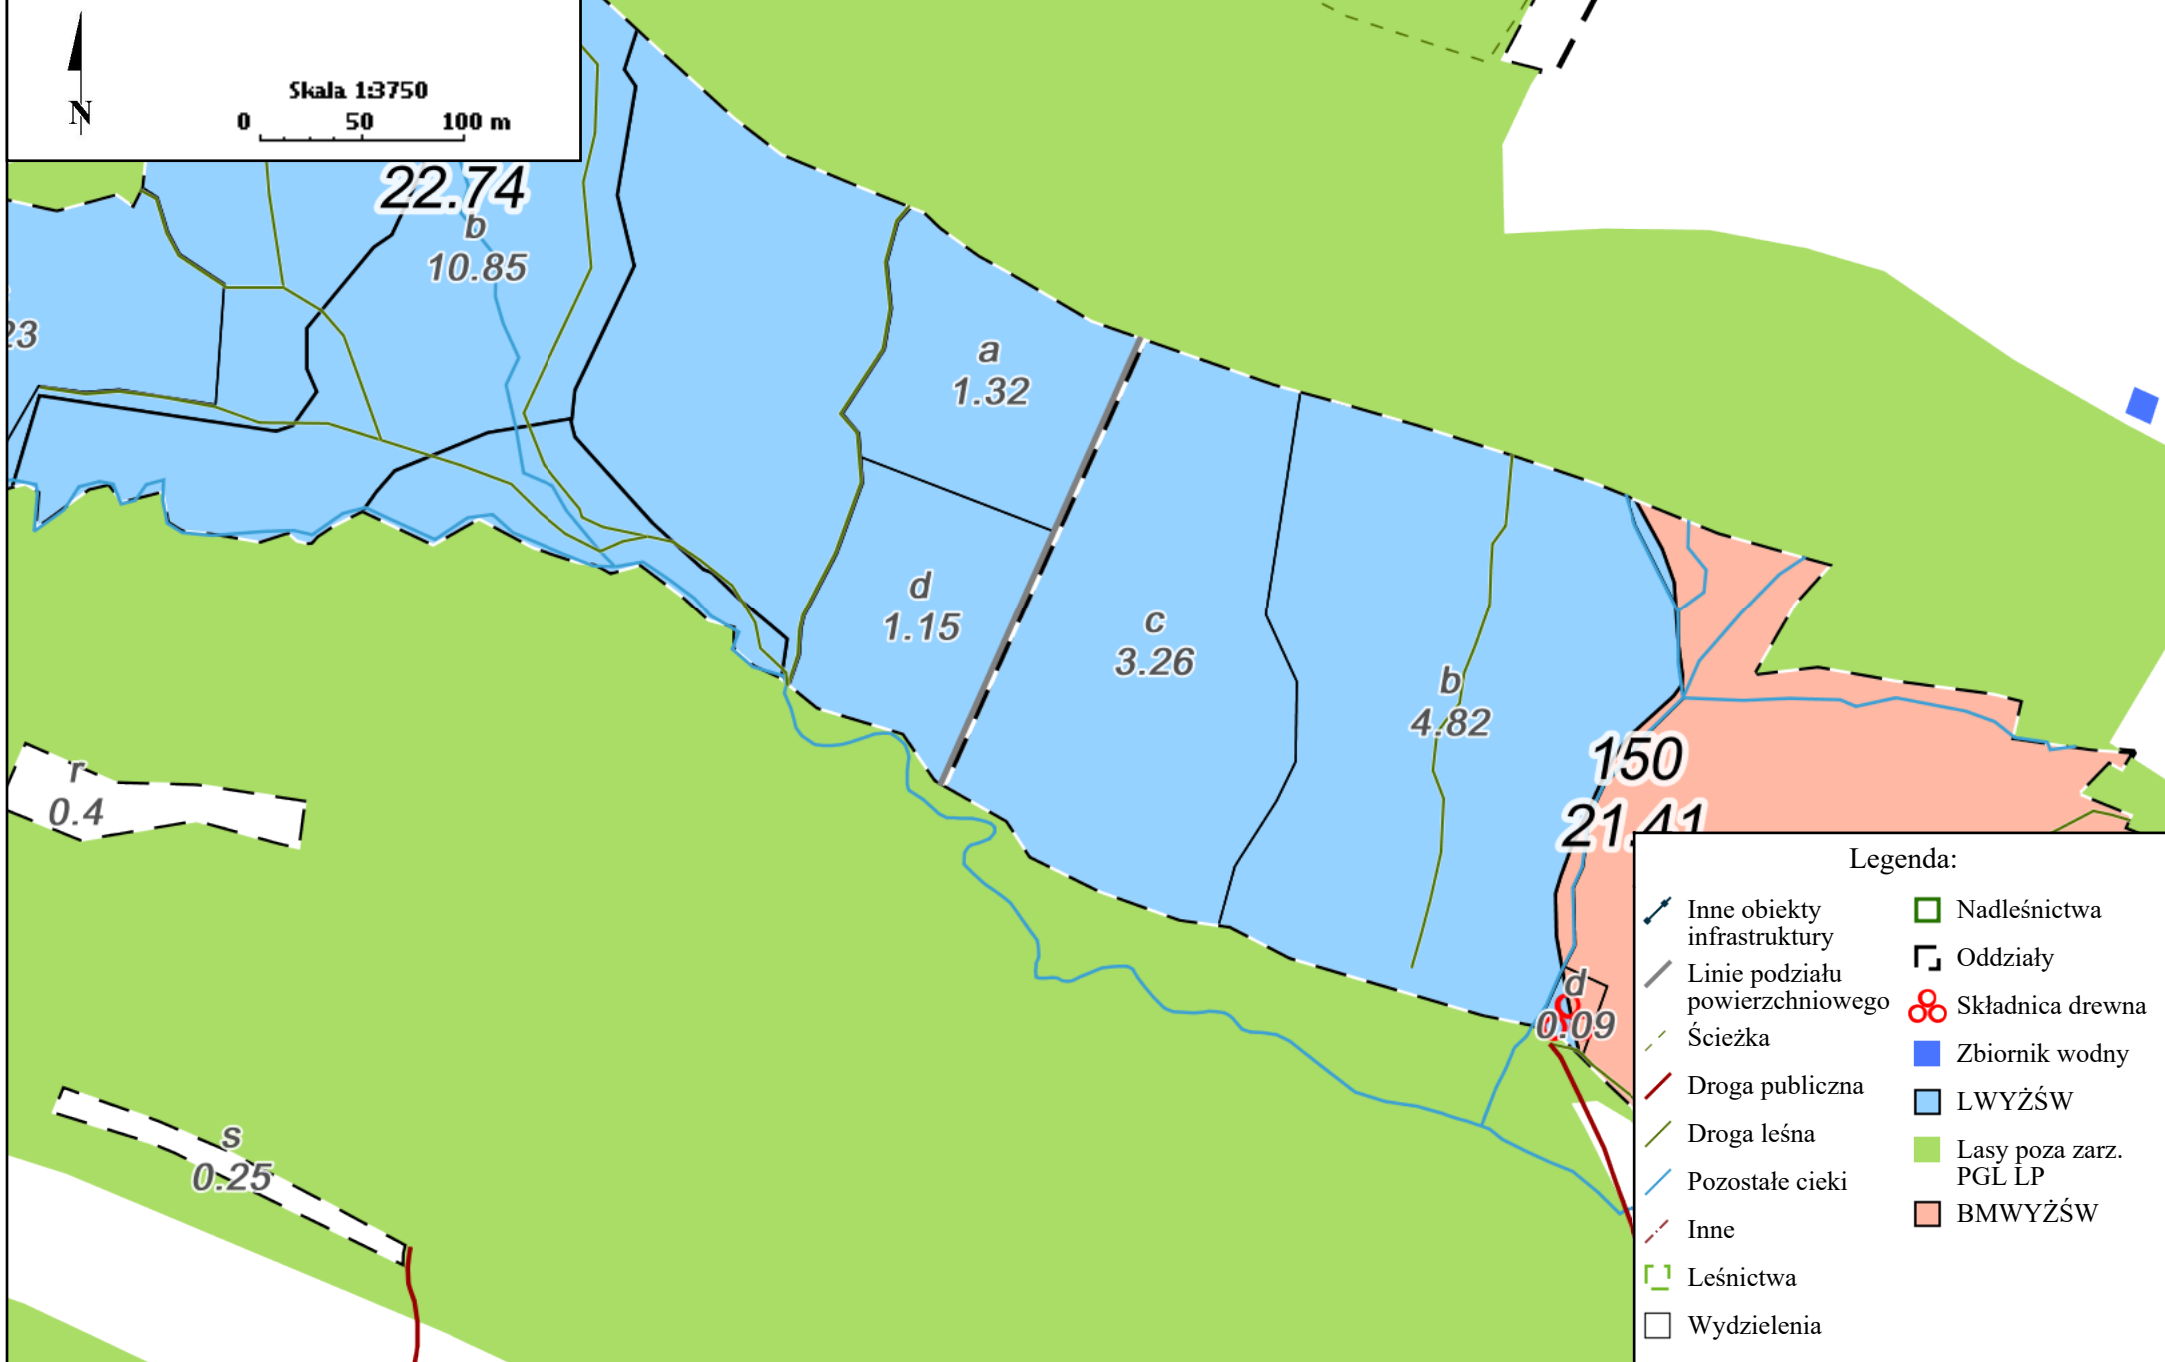 Skala 1:3750
0 50 100 m
N
22.74
b
10.85
23
a
1.32
d
1.15
c
3.26
b
4.82
150
21.41
d
0.09
r
0.4
s
0.25
Legenda:
Inne obiekty
infrastruktury
Linie podziału
powierzchniowego
Ścieżka
Droga publiczna
Droga leśna
Pozostałe cieki
Inne
Leśnictwa
Wydzielenia
Nadleśnictwa
Oddziały
Składnica drewna
Zbiornik wodny
LWYŻŚW
Lasy poza zarz.
PGL LP
BMWYŻŚW